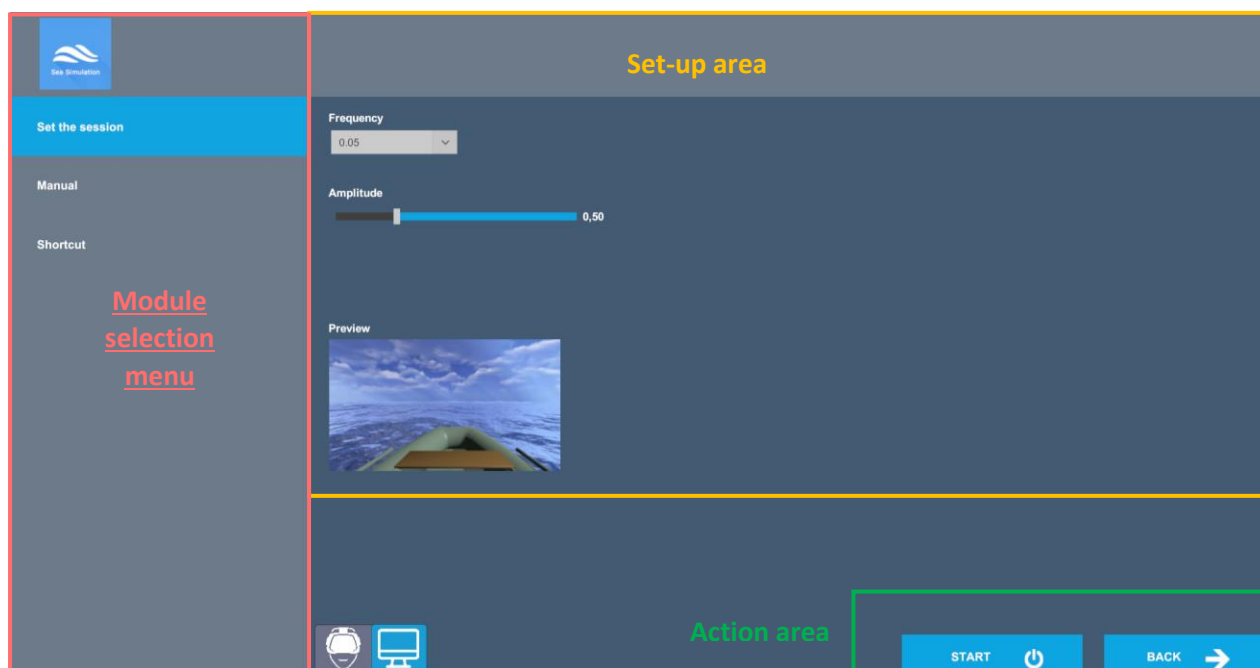 Sea Simulation
Set-up area
Set the session
Manual
Shortcut
Module
selection
menu
Frequency
0.05
Amplitude
0,50
Preview
Action area
START
BACK